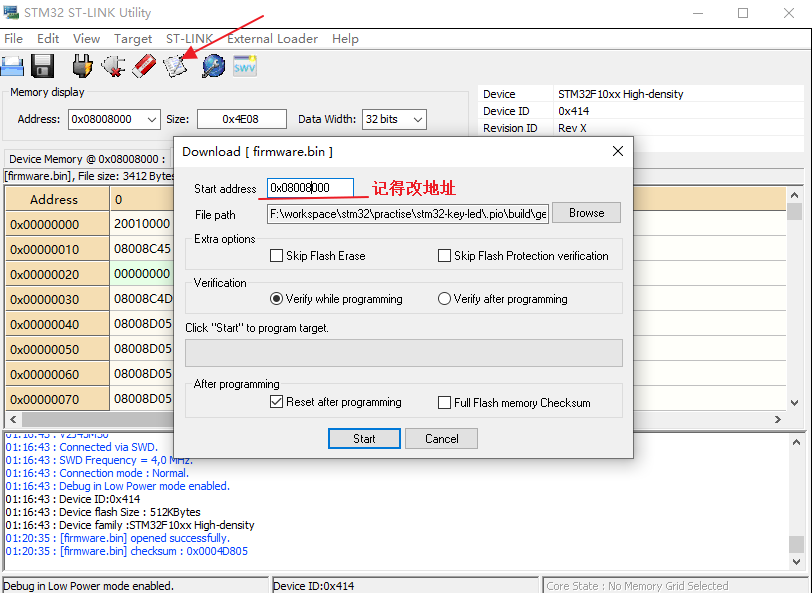 STM32 ST-LINK Utility
File Edit View Target ST-LINK External Loader Help
SWV
Memory display
Address: 0x08008000 Size: 0x4E08 Data Width: 32 bits
Device STM32F10xx High-density
Device ID 0x414
Revision ID Rev X
Device Memory @ 0x08008000 :
[firmware.bin], File size: 3412 Bytes
Address 0
0x00000000 20010000
0x00000010 08008C45
0x00000020 00000000
0x00000030 08008C4D
0x00000040 08008D05
0x00000050 08008D05
0x00000060 08008D05
0x00000070 08008D05
Download [ firmware.bin ]
Start address 0x08008000 记得改地址
File path F:\workspace\stm32\practise\stm32-key-led\.pio\build\ge Browse
Extra options
Skip Flash Erase Skip Flash Protection verification
Verification
Verify while programming Verify after programming
Click "Start" to program target.
After programming
Reset after programming Full Flash memory Checksum
Start Cancel
01:16:43 : V2J45M30
01:16:43 : Connected via SWD.
01:16:43 : SWD Frequency = 4,0 MHz.
01:16:43 : Connection mode : Normal.
01:16:43 : Debug in Low Power mode enabled.
01:16:43 : Device ID:0x414
01:16:43 : Device flash Size : 512KBytes
01:16:43 : Device family :STM32F10xx High-density
01:20:35 : [firmware.bin] opened successfully.
01:20:35 : [firmware.bin] checksum : 0x0004D805
Debug in Low Power mode enabled. Device ID:0x414 Core State : No Memory Grid Selected